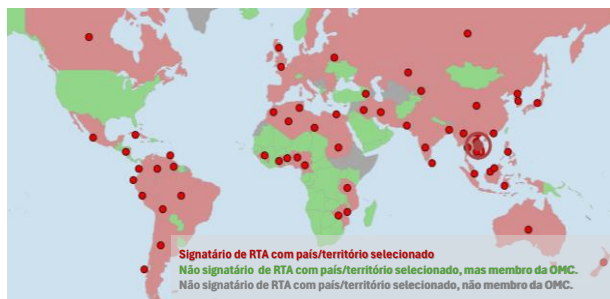 Signatário de RTA com país/território selecionado
Não signatário de RTA com país/território selecionado, mas membro da OMC.
Não signatário de RTA com país/território selecionado, não membro da OMC.